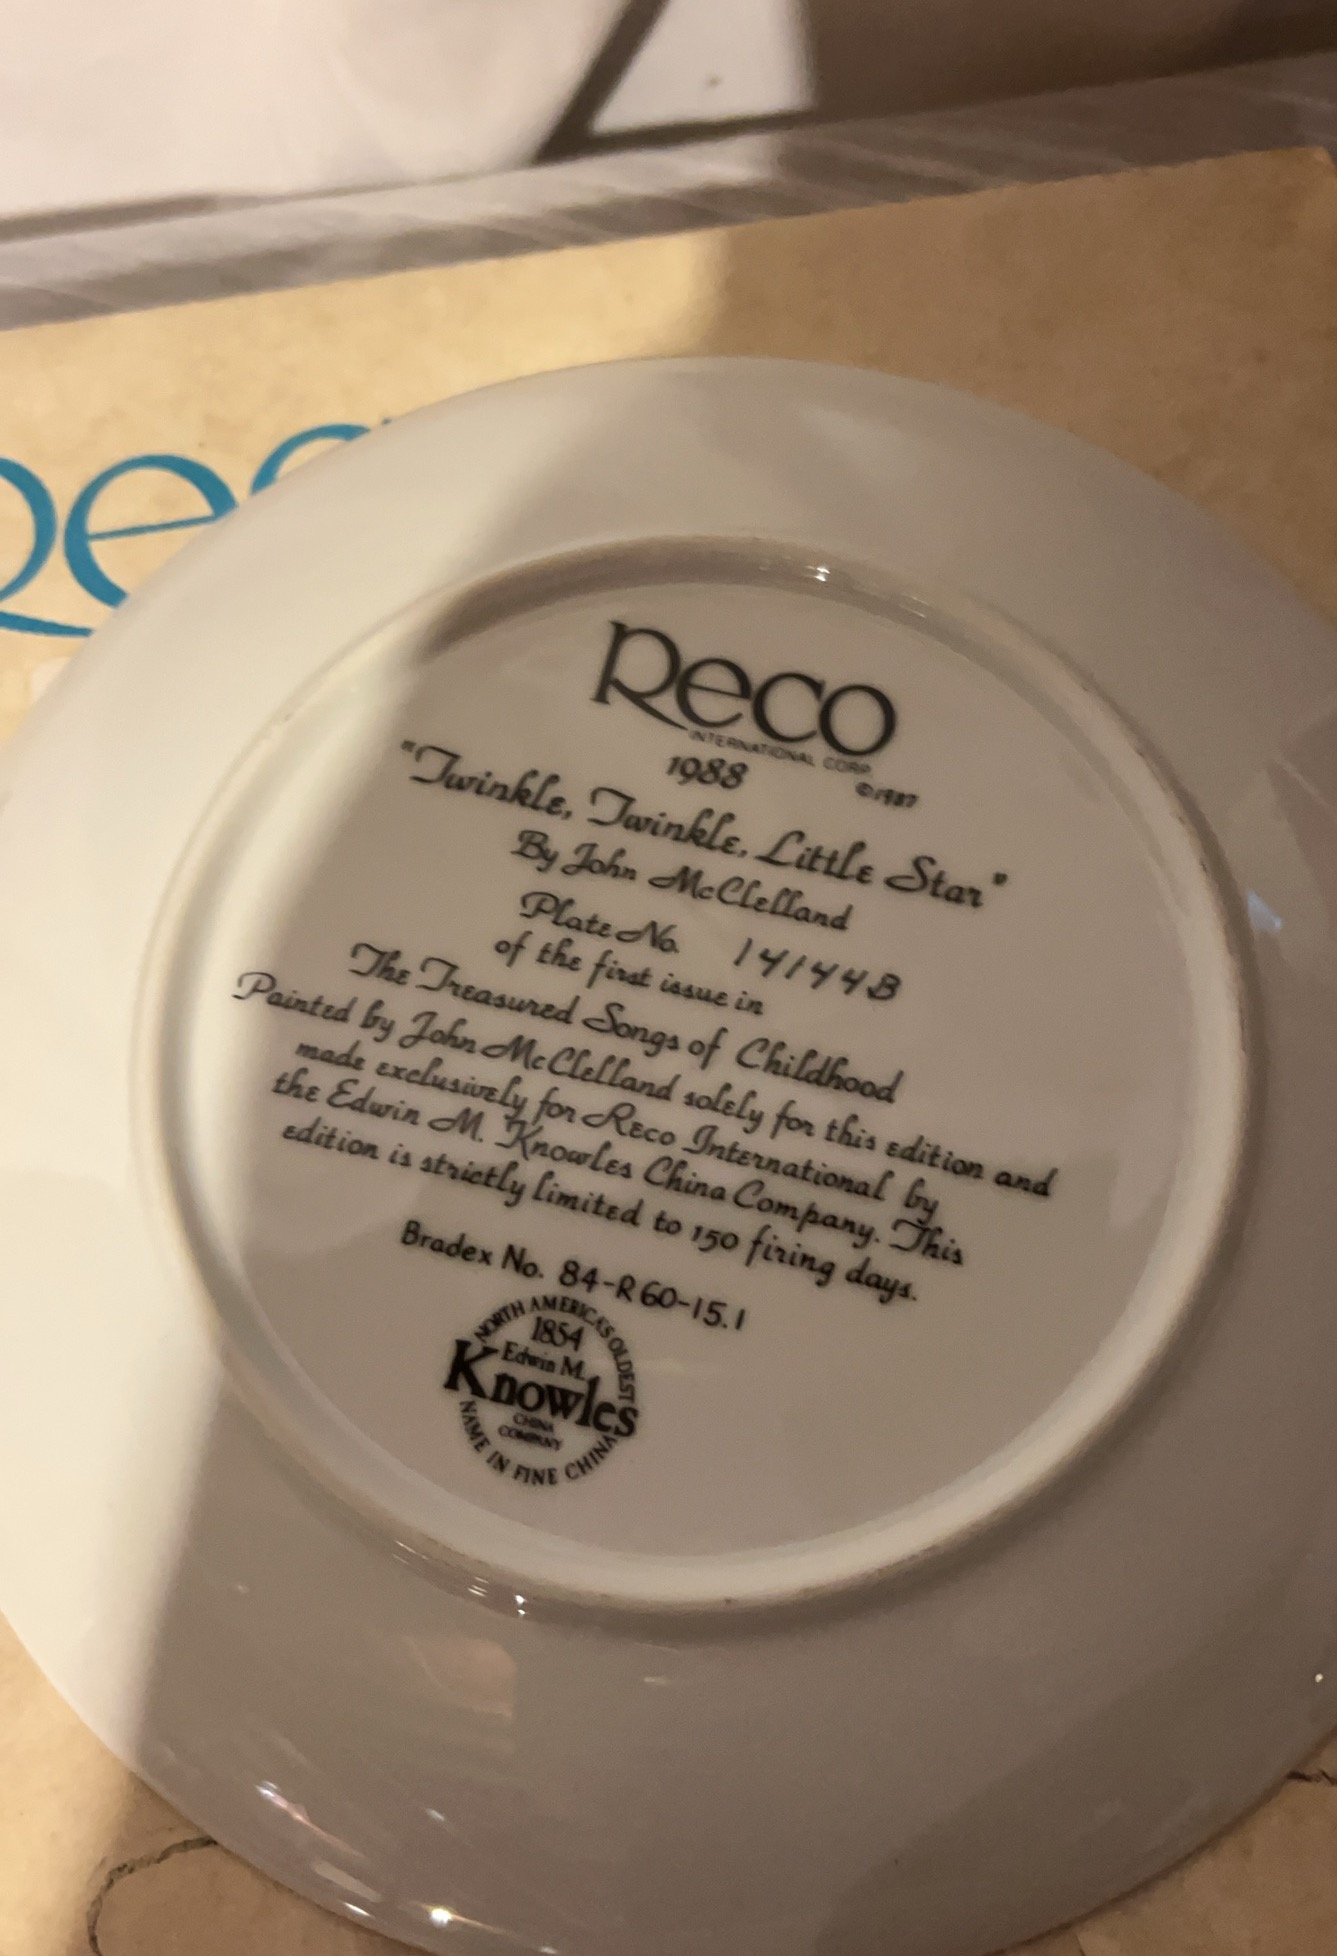 Rec
Reco
INTERNATIONAL CORP.
1988 ©1987
"Twinkle, Twinkle, Little Star"
By John McClelland
Plate No. 14144B
of the first issue in
The Treasured Songs of Childhood
Painted by John McClelland solely for this edition and
made exclusively for Reco International by
the Edwin M. Knowles China Company. This
edition is strictly limited to 150 firing days.
Bradex No. 84-R60-15.1
NORTH AMERICA'S OLDEST
1854
Edwin M.
Knowles
CHINA
COMPANY
NAME IN FINE CHINA